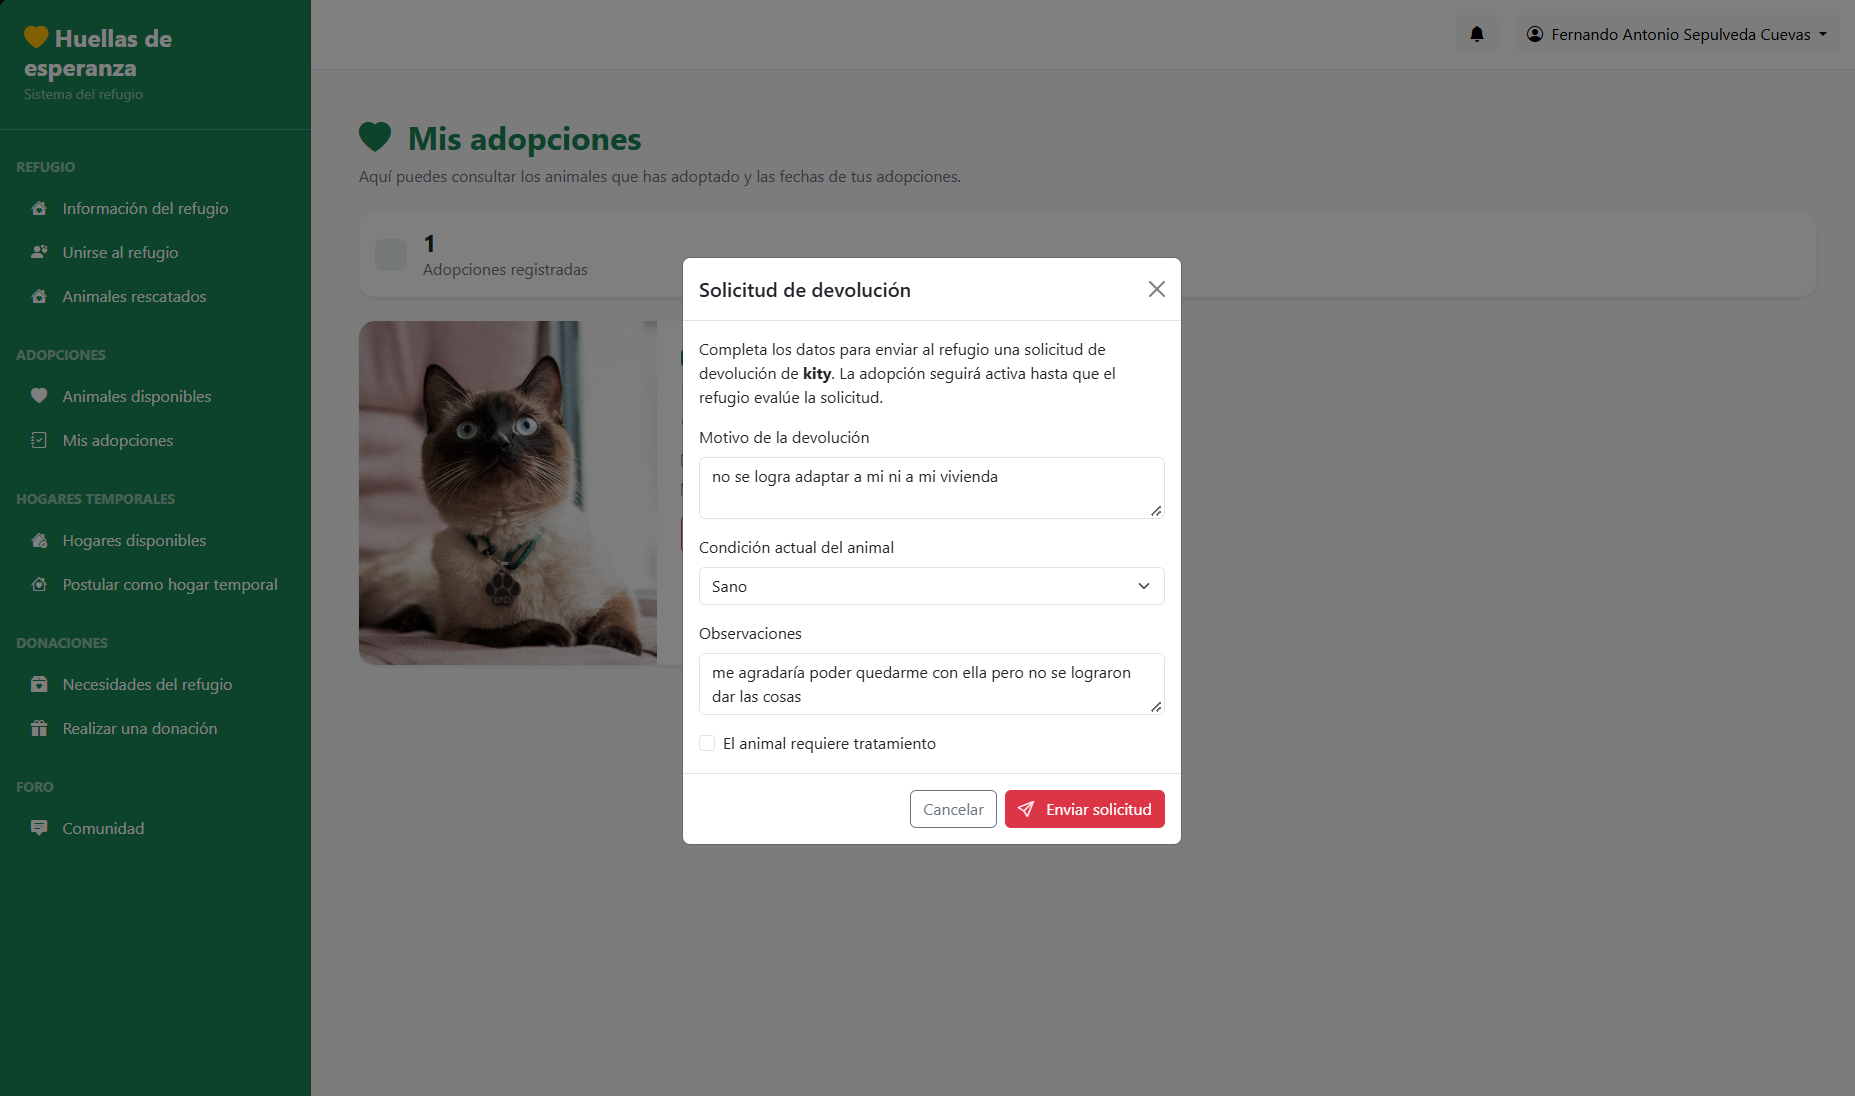 Huellas de
esperanza
Sistema del refugio
REFUGIO
Información del refugio
Unirse al refugio
Animales rescatados
ADOPCIONES
Animales disponibles
Mis adopciones
HOGARES TEMPORALES
Hogares disponibles
Postular como hogar temporal
DONACIONES
Necesidades del refugio
Realizar una donación
FORO
Comunidad
Fernando Antonio Sepulveda Cuevas
Mis adopciones
Aquí puedes consultar los animales que has adoptado y las fechas de tus adopciones.
1
Adopciones registradas
Solicitud de devolución
Completa los datos para enviar al refugio una solicitud de
devolución de kity. La adopción seguirá activa hasta que el
refugio evalúe la solicitud.
Motivo de la devolución
no se logra adaptar a mi ni a mi vivienda
Condición actual del animal
Sano
Observaciones
me agradaría poder quedarme con ella pero no se lograron
dar las cosas
El animal requiere tratamiento
Cancelar
Enviar solicitud